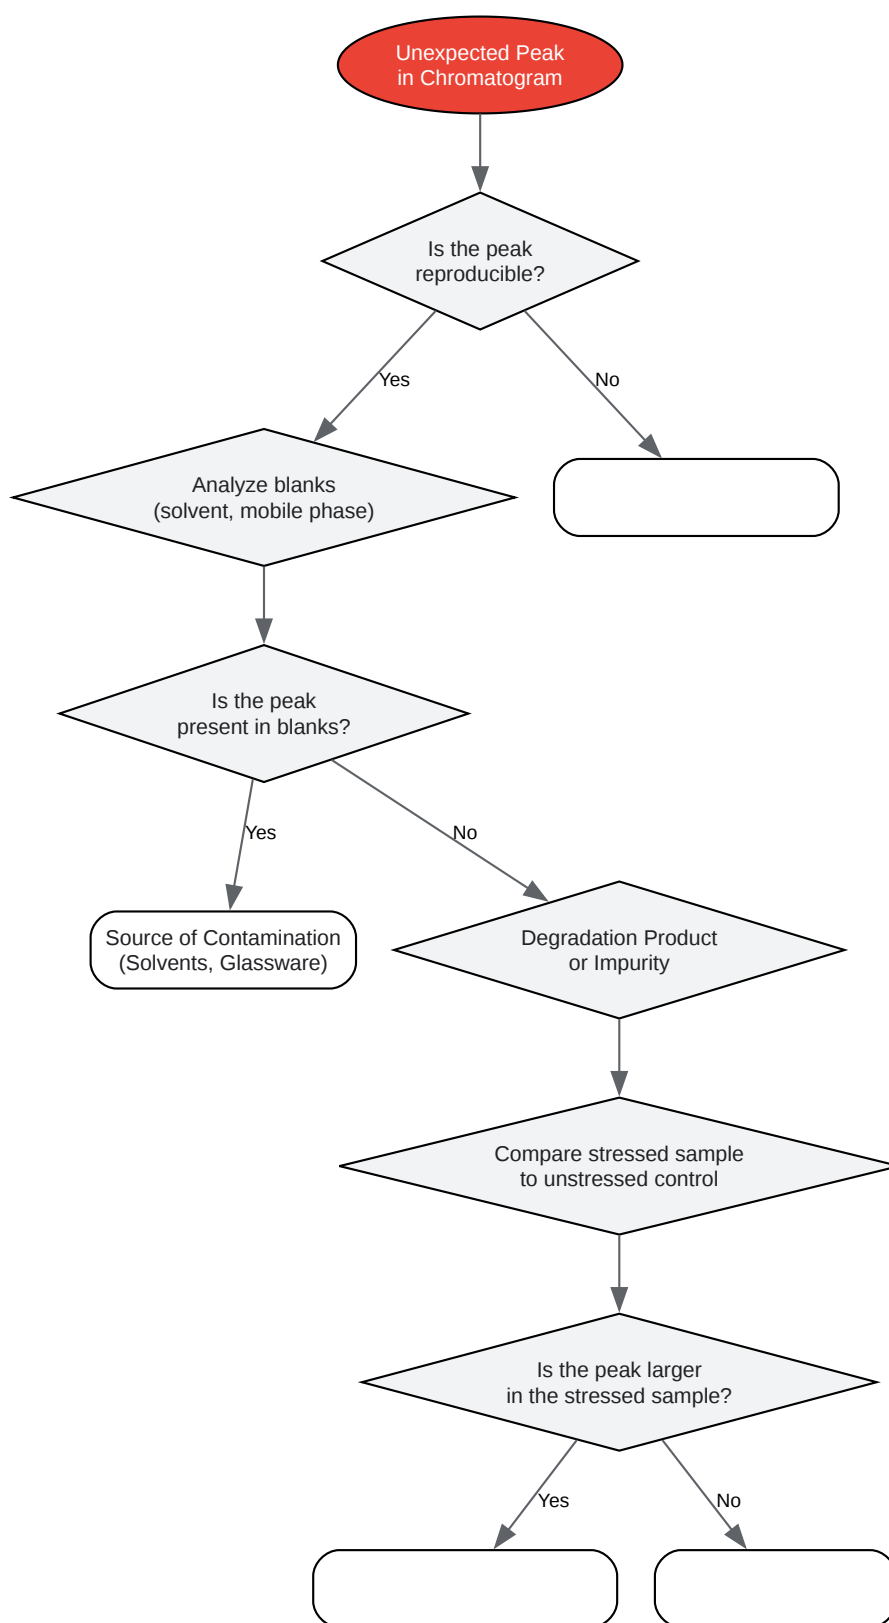 Unexpected Peak
in Chromatogram
Is the peak
reproducible?
Yes
No
Analyze blanks
(solvent, mobile phase)
Is the peak
present in blanks?
Yes
No
Source of Contamination
(Solvents, Glassware)
Degradation Product
or Impurity
Compare stressed sample
to unstressed control
Is the peak larger
in the stressed sample?
Yes
No